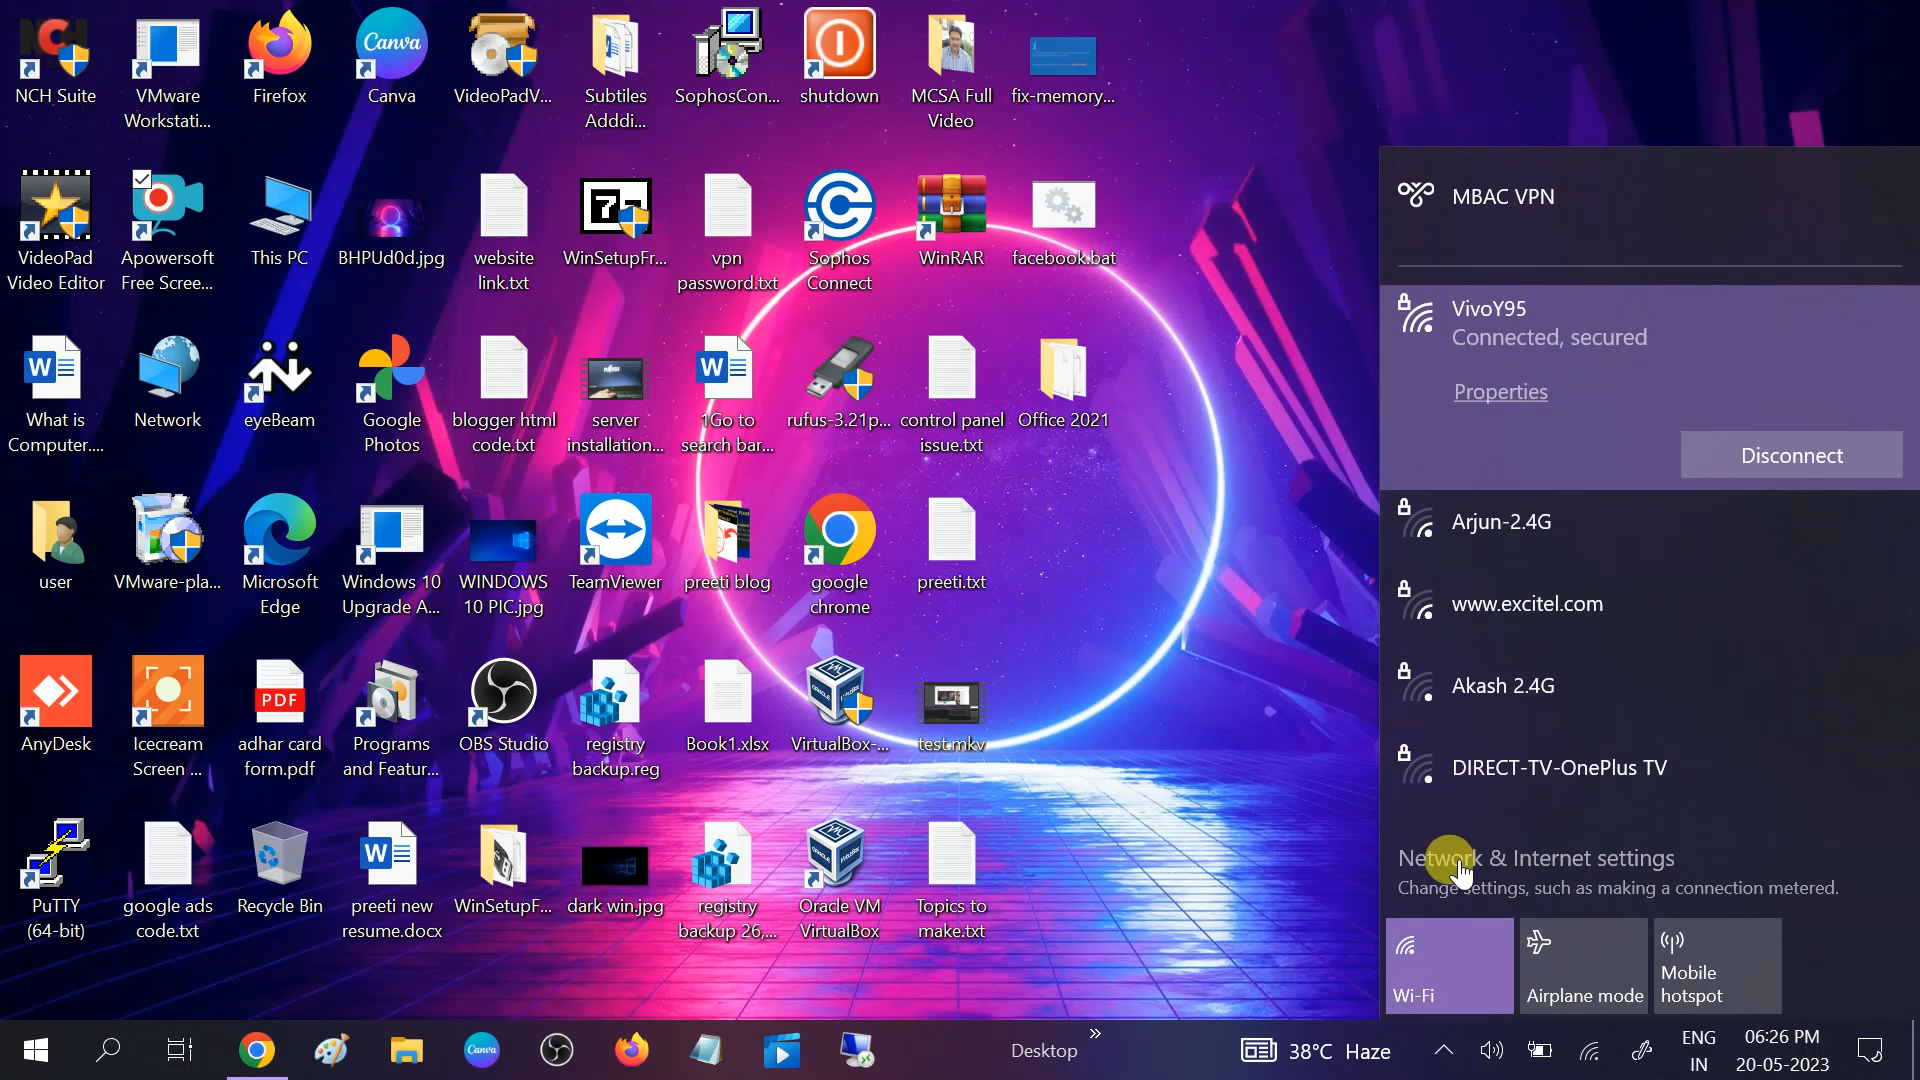 NCH Suite
VMware
Workstati...
Firefox
Canva
Canva
VideoPadV...
Subtiles
Adddi...
SophosCon...
shutdown
MCSA Full
Video
fix-memory...
VideoPad
Video Editor
Apowersoft
Free Scree...
This PC
BHPUd0d.jpg
website
link.txt
WinSetupFr...
vpn
password.txt
Sophos
Connect
WinRAR
facebook.bat
What is
Computer....
Network
eyeBeam
Google
Photos
blogger html
code.txt
server
installation...
1Go to
search bar...
rufus-3.21p...
control panel
issue.txt
Office 2021
user
VMware-pla...
Microsoft
Edge
Windows 10
Upgrade A...
WINDOWS
10 PIC.jpg
TeamViewer
preeti blog
google
chrome
preeti.txt
AnyDesk
Icecream
Screen ...
PDF
adhar card
form.pdf
Programs
and Featur...
OBS Studio
registry
backup.reg
Book1.xlsx
VirtualBox-...
test.mkv
PuTTY
(64-bit)
google ads
code.txt
Recycle Bin
preeti new
resume.docx
WinSetupF...
dark win.jpg
registry
backup 26,...
Oracle VM
VirtualBox
Topics to
make.txt
MBAC VPN
VivoY95
Connected, secured
Properties
Disconnect
Arjun-2.4G
www.excitel.com
Akash 2.4G
DIRECT-TV-OnePlus TV
Network & Internet settings
Change settings, such as making a connection metered.
Wi-Fi
Airplane mode
Mobile
hotspot
Canva
Desktop
38°C Haze
ENG
IN
06:26 PM
20-05-2023